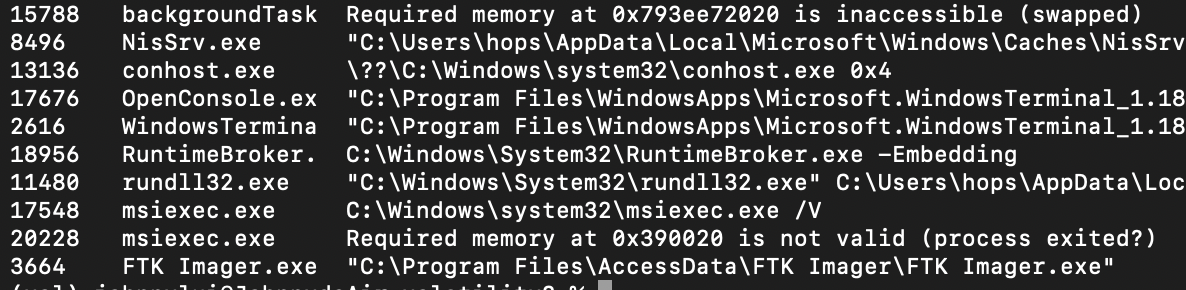 15788 backgroundTask Required memory at 0x793ee72020 is inaccessible (swapped)
8496 NisSrv.exe "C:\Users\hops\AppData\Local\Microsoft\Windows\Caches\NisSrv
13136 conhost.exe \??\C:\Windows\system32\conhost.exe 0x4
17676 OpenConsole.ex "C:\Program Files\WindowsApps\Microsoft.WindowsTerminal_1.18
2616 WindowsTermina "C:\Program Files\WindowsApps\Microsoft.WindowsTerminal_1.18
18956 RuntimeBroker. C:\Windows\System32\RuntimeBroker.exe -Embedding
11480 rundll32.exe "C:\Windows\System32\rundll32.exe" C:\Users\hops\AppData\Loc
17548 msiexec.exe C:\Windows\system32\msiexec.exe /V
20228 msiexec.exe Required memory at 0x390020 is not valid (process exited?)
3664 FTK Imager.exe "C:\Program Files\AccessData\FTK Imager\FTK Imager.exe"